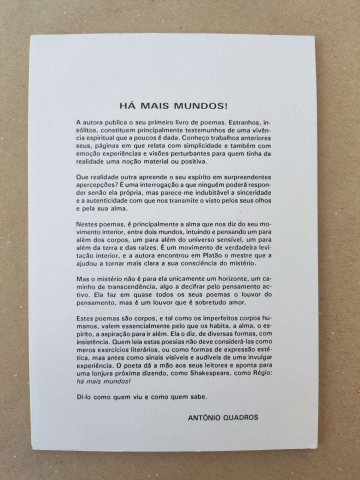 HÁ MAIS MUNDOS!
A autora publica o seu primeiro livro de poemas. Estranhos, in-
sólitos, constituem principalmente testemunhos de uma vivên-
cia espiritual que a poucos é dada. Conheço trabalhos anteriores
seus, páginas em que relata com simplicidade e também com
emoção experiências e visões perturbantes para quem tinha da
realidade uma noção material ou positiva.
Que realidade outra apreende o seu espírito em surpreendentes
apercepções? É uma interrogação a que ninguém poderá respon-
der senão ela própria, mas parece-me indubitável a sinceridade
e a autenticidade com que nos transmite o visto pelos seus olhos
e pela sua alma.
Nestes poemas, é principalmente a alma que nos diz do seu mo-
vimento interior, entre dois mundos, intuindo e pensando um para
além dos corpos, um para além do universo sensível, um para
além da terra e das raízes. É um movimento de verdadeira levi-
tação interior, e a autora encontrou em Platão o mestre que a
ajudou a tornar mais clara a sua consciência do mistério.
Mas o mistério não é para ela unicamente um horizonte, um ca-
minho de transcendência, algo a decifrar pelo pensamento acti-
vo. Ela faz em quase todos os seus poemas o louvor do
pensamento, mas é um louvor que é sobretudo amor.
Estes poemas são corpos, e tal como os imperfeitos corpos hu-
manos, valem essencialmente pelo que os habita, a alma, o es-
pírito, a aspiração para ir além. Ela o diz, de diversas formas, com
insistência. Quem leia estas poesias não deve considerá-las como
meros exercícios literários, ou como formas de expressão esté-
tica, mas antes como sinais visíveis e audíveis de uma invulgar
experiência. O poeta dá a mão aos seus leitores e aponta para
uma lonjura próxima dizendo, como Shakespeare, como Régio:
há mais mundos!
Di-lo como quem viu e como quem sabe.
ANTÓNIO QUADROS